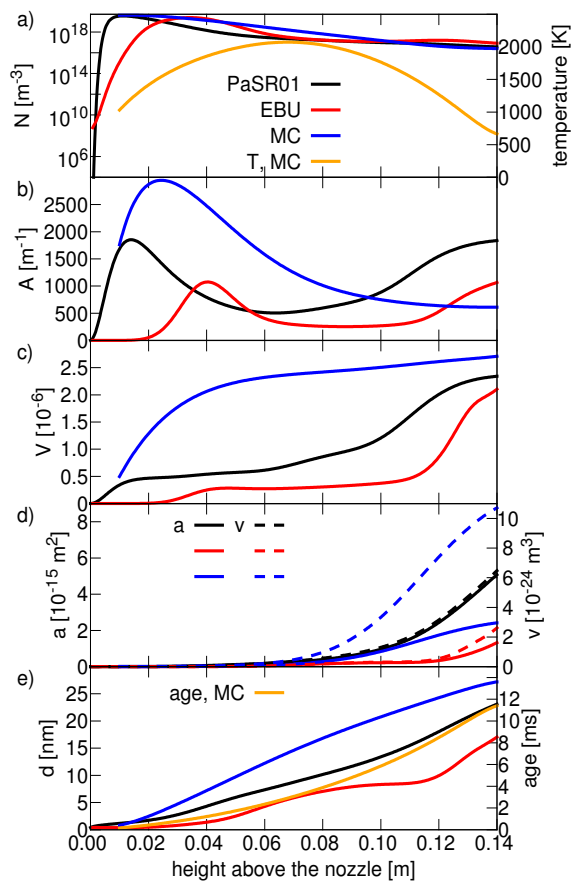 a)
N [m⁻³]
10¹⁸
10¹⁴
10¹⁰
10⁶
PaSR01
EBU
MC
T, MC
2000
1500
1000
500
0
temperature [K]
b)
A [m⁻¹]
2500
2000
1500
1000
500
0
c)
V [10⁻⁶]
2.5
2.0
1.5
1.0
0.5
0
d)
a [10⁻¹⁵ m²]
8
6
4
2
0
a v
10
8
6
4
2
0
v [10⁻²⁴ m³]
e)
d [nm]
25
20
15
10
5
0
age, MC
12
10
8
6
4
2
0
age [ms]
0.00 0.02 0.04 0.06 0.08 0.10 0.12 0.14
height above the nozzle [m]